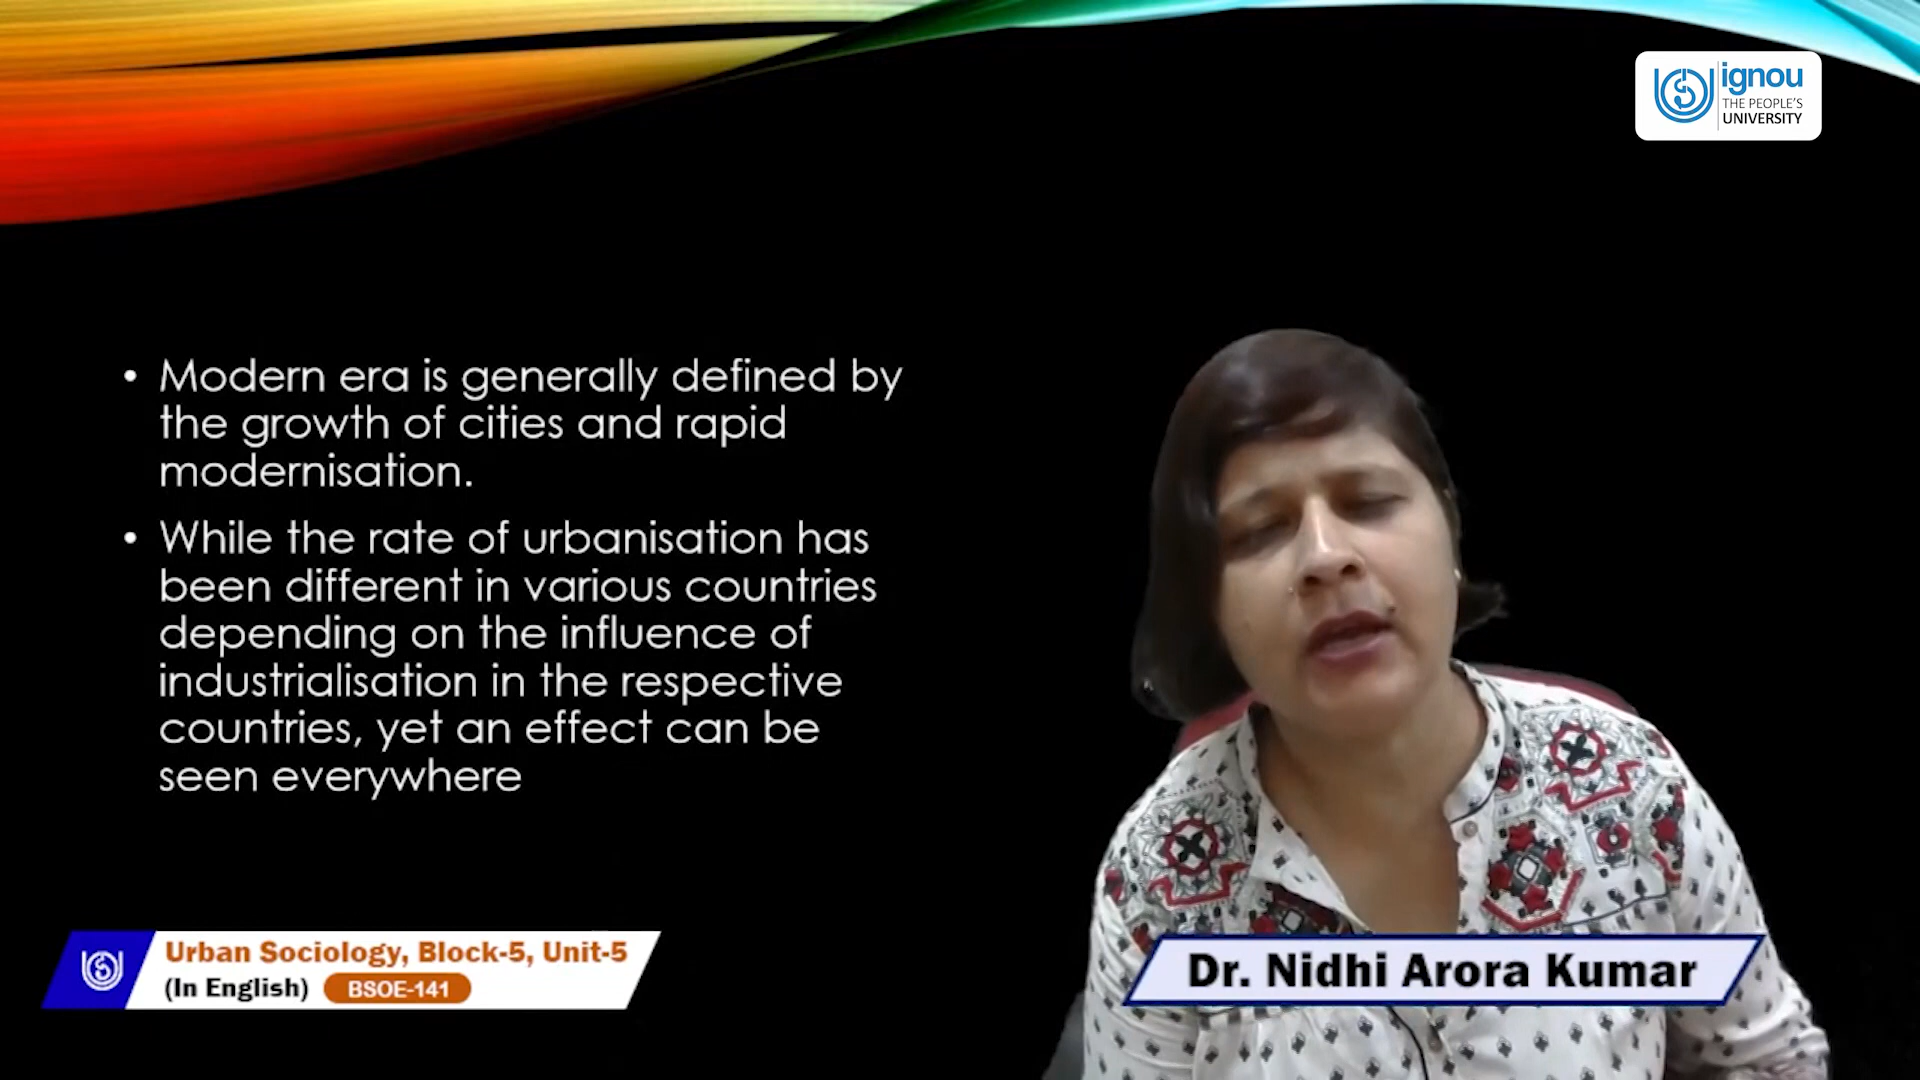 ignou
THE PEOPLE'S
UNIVERSITY
• Modern era is generally defined by
the growth of cities and rapid
modernisation.
• While the rate of urbanisation has
been different in various countries
depending on the influence of
industrialisation in the respective
countries, yet an effect can be
seen everywhere
Urban Sociology, Block-5, Unit-5
(In English) BSOE-141
Dr. Nidhi Arora Kumar